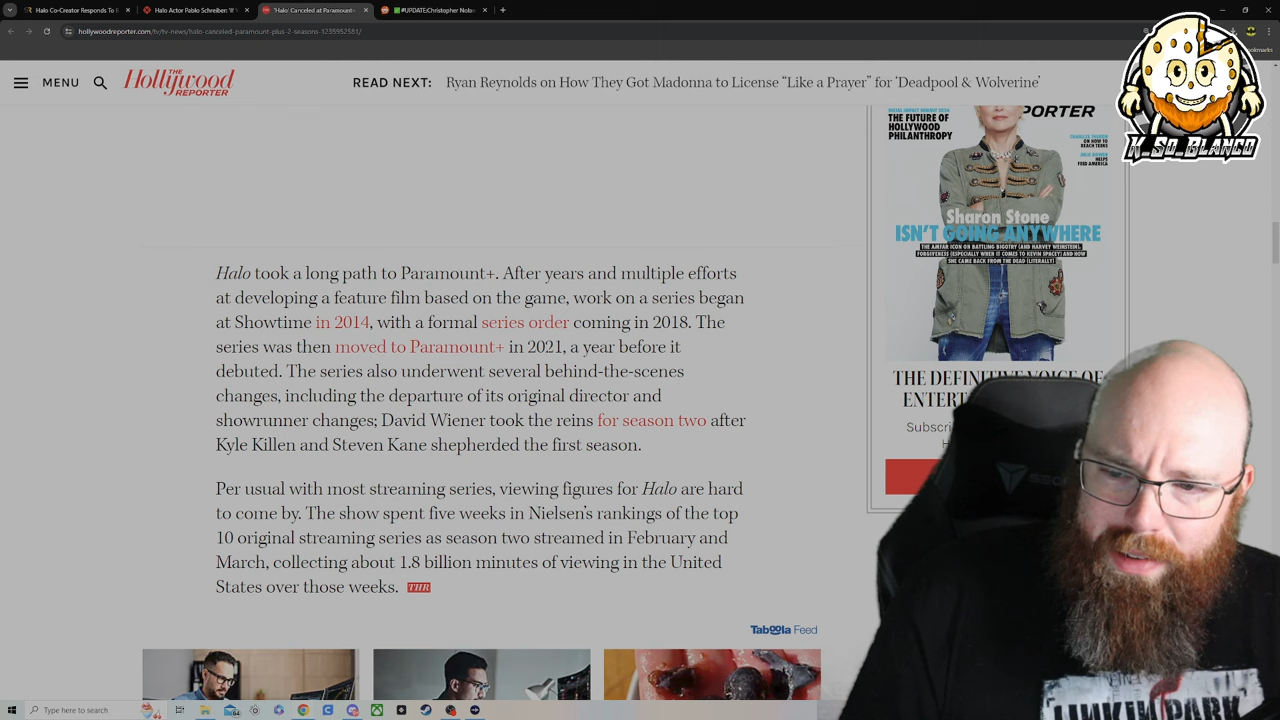 Halo Co-Creator Responds To
Halo Actor Pablo Schreiber:
'Halo' Canceled at Paramount+
#UPDATE:Christopher Nola
hollywoodreporter.com/tv/tv-news/halo-canceled-paramount-plus-2-seasons-1235952581/
MENU
THE
Hollywood
REPORTER
READ NEXT: Ryan Reynolds on How They Got Madonna to License “Like a Prayer” for ‘Deadpool & Wolverine’
K_So_Blanco
PORTER
THE FUTURE OF
HOLLYWOOD
PHILANTHROPY
HELPS
FEED AMERICA
Sharon Stone
ISN'T GOING ANYWHERE
THE AMFAR ICON ON BATTLING BIGOTRY (AND HARVEY WEINSTEIN),
FORGIVENESS (ESPECIALLY WHEN IT COMES TO KEVIN SPACEY) AND HOW
SHE CAME BACK FROM THE DEAD (LITERALLY)
THE DEFINITIVE VOICE OF
ENTERT
Subscri
Halo took a long path to Paramount+. After years and multiple efforts
at developing a feature film based on the game, work on a series began
at Showtime in 2014, with a formal series order coming in 2018. The
series was then moved to Paramount+ in 2021, a year before it
debuted. The series also underwent several behind-the-scenes
changes, including the departure of its original director and
showrunner changes; David Wiener took the reins for season two after
Kyle Killen and Steven Kane shepherded the first season.
Per usual with most streaming series, viewing figures for Halo are hard
to come by. The show spent five weeks in Nielsen’s rankings of the top
10 original streaming series as season two streamed in February and
March, collecting about 1.8 billion minutes of viewing in the United
States over those weeks. THR
Taboola Feed
LINKIN PARK
Type here to search